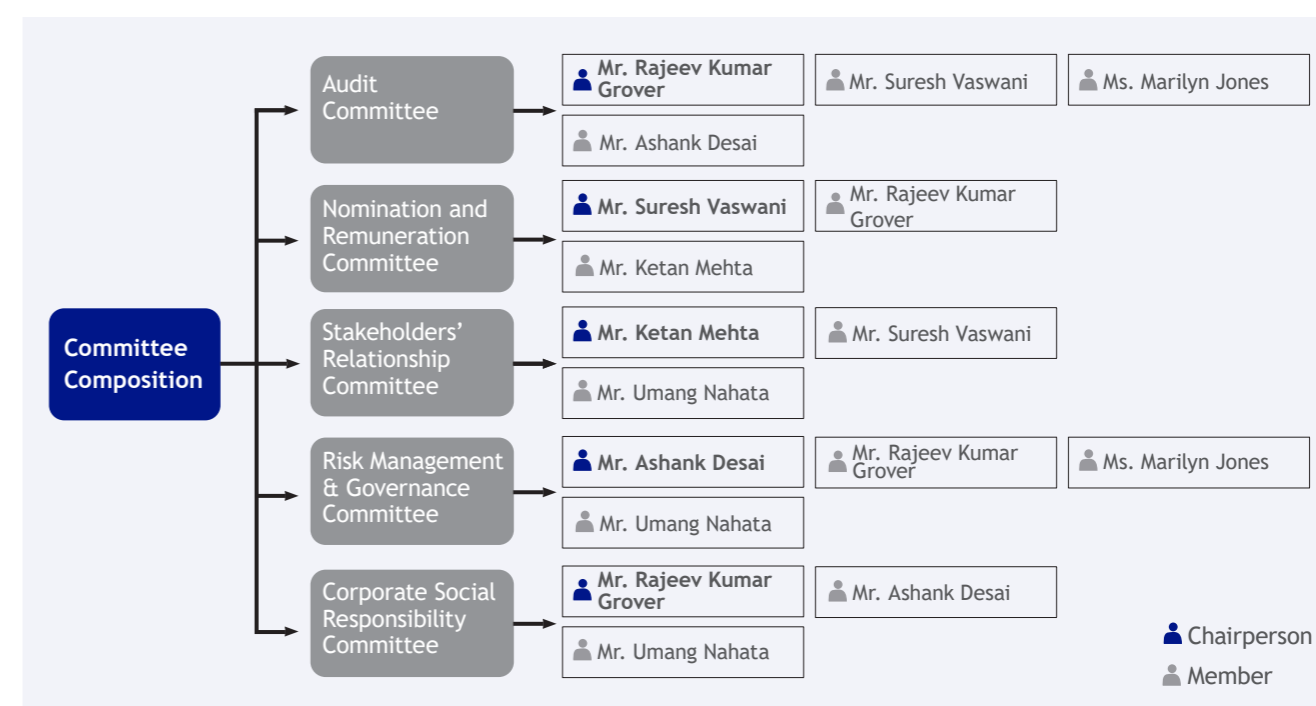 Committee
Composition
Audit
Committee
Mr. Rajeev Kumar
Grover
Mr. Suresh Vaswani
Ms. Marilyn Jones
Mr. Ashank Desai
Nomination and
Remuneration
Committee
Mr. Suresh Vaswani
Mr. Rajeev Kumar
Grover
Mr. Ketan Mehta
Stakeholders’
Relationship
Committee
Mr. Ketan Mehta
Mr. Suresh Vaswani
Mr. Umang Nahata
Risk Management
& Governance
Committee
Mr. Ashank Desai
Mr. Rajeev Kumar
Grover
Ms. Marilyn Jones
Mr. Umang Nahata
Corporate Social
Responsibility
Committee
Mr. Rajeev Kumar
Grover
Mr. Ashank Desai
Mr. Umang Nahata
Chairperson
Member